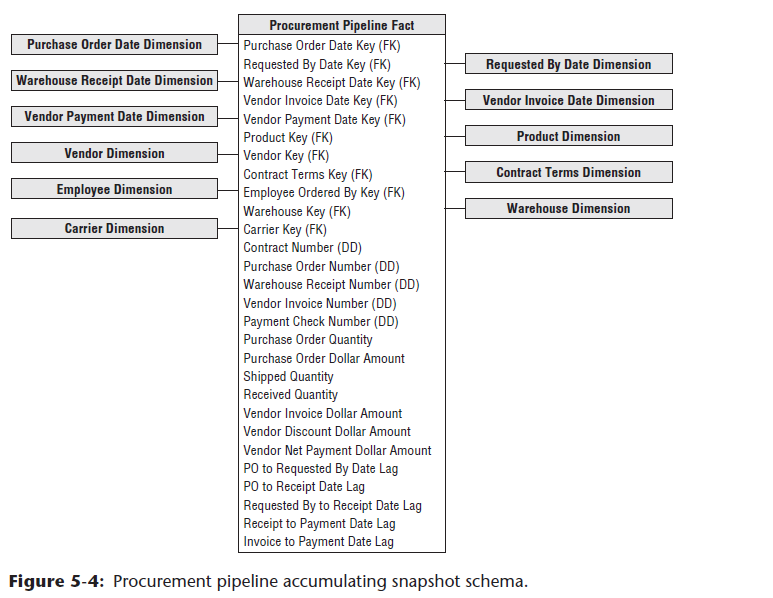 Procurement Pipeline Fact
Purchase Order Date Dimension
Warehouse Receipt Date Dimension
Vendor Payment Date Dimension
Vendor Dimension
Employee Dimension
Carrier Dimension
Purchase Order Date Key (FK)
Requested By Date Key (FK)
Warehouse Receipt Date Key (FK)
Vendor Invoice Date Key (FK)
Vendor Payment Date Key (FK)
Product Key (FK)
Vendor Key (FK)
Contract Terms Key (FK)
Employee Ordered By Key (FK)
Warehouse Key (FK)
Carrier Key (FK)
Contract Number (DD)
Purchase Order Number (DD)
Warehouse Receipt Number (DD)
Vendor Invoice Number (DD)
Payment Check Number (DD)
Purchase Order Quantity
Purchase Order Dollar Amount
Shipped Quantity
Received Quantity
Vendor Invoice Dollar Amount
Vendor Discount Dollar Amount
Vendor Net Payment Dollar Amount
PO to Requested By Date Lag
PO to Receipt Date Lag
Requested By to Receipt Date Lag
Receipt to Payment Date Lag
Invoice to Payment Date Lag
Requested By Date Dimension
Vendor Invoice Date Dimension
Product Dimension
Contract Terms Dimension
Warehouse Dimension
Figure 5-4: Procurement pipeline accumulating snapshot schema.